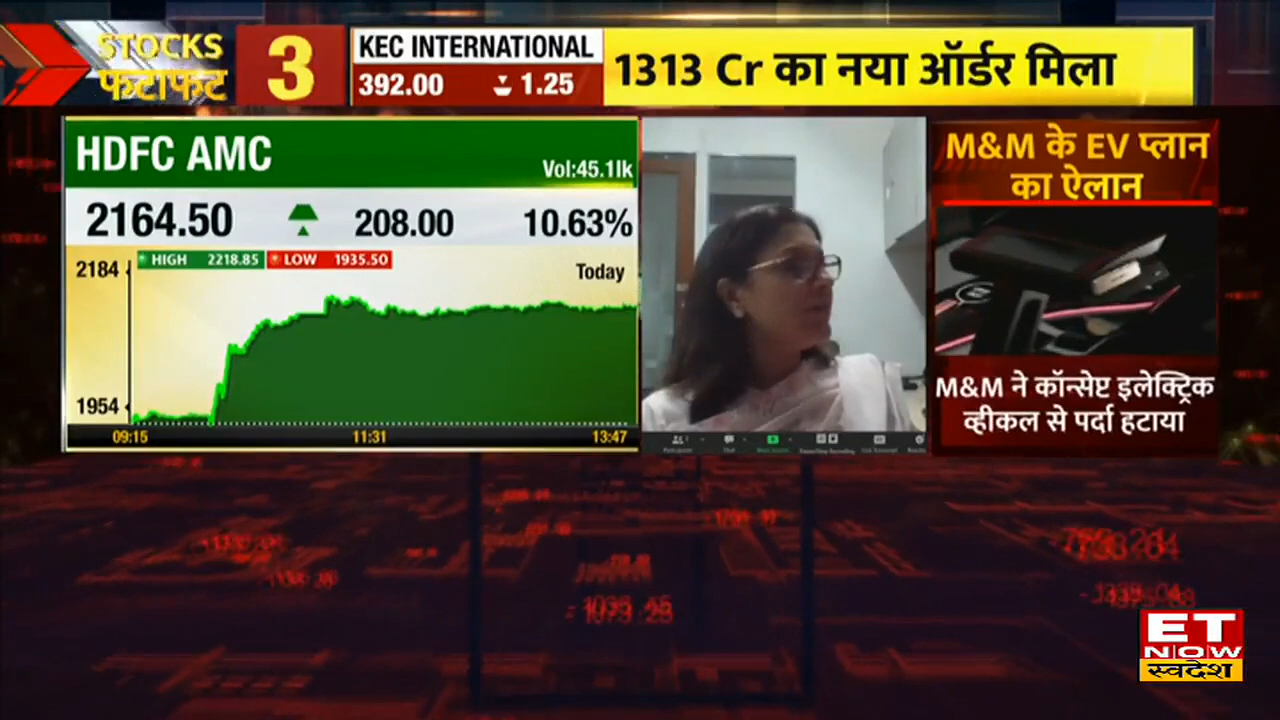 STOCKS
फटाफट
3
KEC INTERNATIONAL
392.00 1.25
1313 Cr का नया ऑर्डर मिला
HDFC AMC
Vol:45.1lk
2164.50 208.00 10.63%
HIGH 2218.85 LOW 1935.50
Today
2184
1954
09:15 11:31 13:47
M&M के EV प्लान
का ऐलान
M&M ने कॉन्सेप्ट इलेक्ट्रिक
व्हीकल से पर्दा हटाया
ET
NOW
स्वदेश